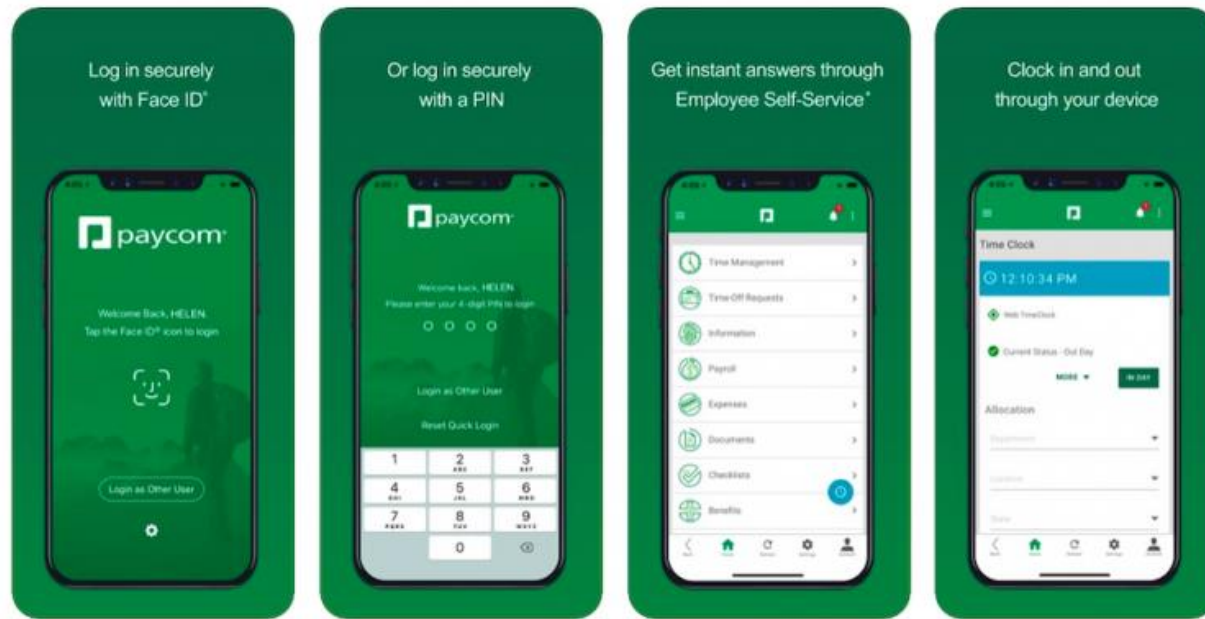 Log in securely
with Face ID*
paycom
Welcome Back, HELEN.
Tap the Face ID® icon to login
Login as Other User
Or log in securely
with a PIN
paycom
Welcome back, HELEN.
Please enter your 4-digit PIN to login
Login as Other User
Reset Quick Login
1
2
ABC
3
DEF
4
GHI
5
JKL
6
MNO
7
PQRS
8
TUV
9
WXYZ
0
Get instant answers through
Employee Self-Service*
Time Management
Time-Off Requests
Information
Payroll
Expenses
Documents
Checklists
Benefits
Clock in and out
through your device
Time Clock
12:10:34 PM
Web TimeClock
Current Status - Out Day
MORE
IN DAY
Allocation
Department
Location